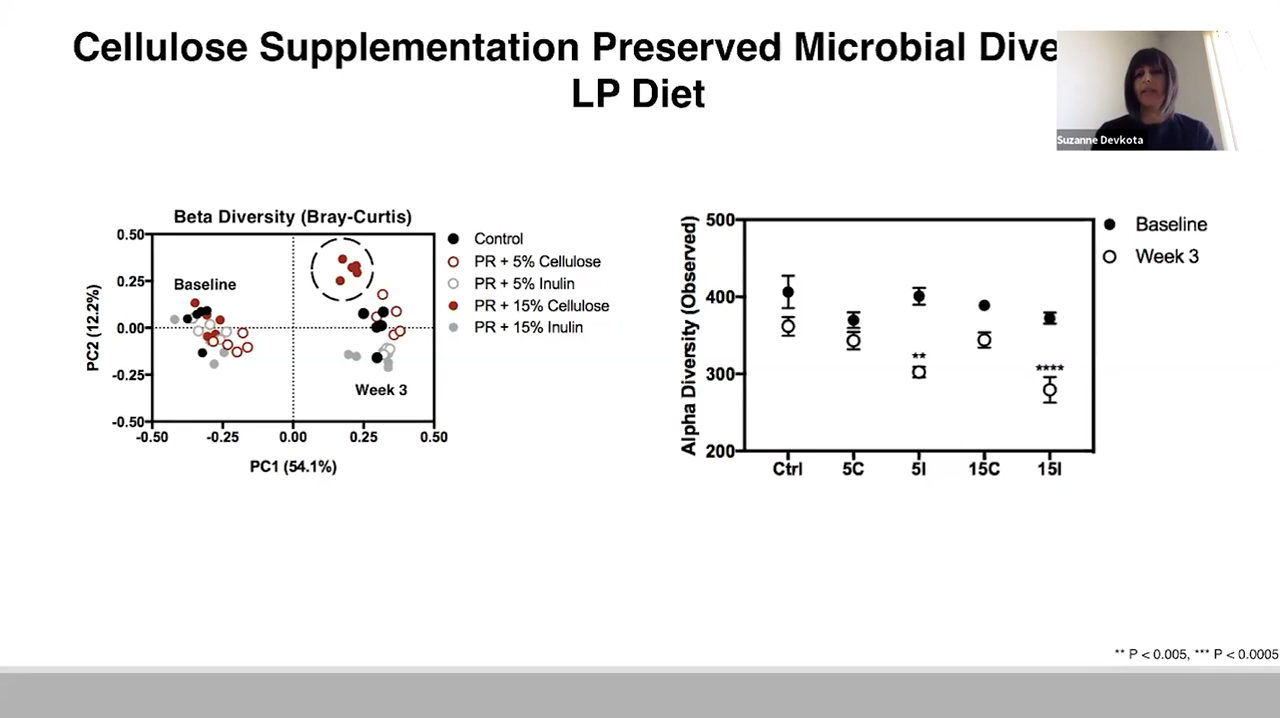 Cellulose Supplementation Preserved Microbial Dive
LP Diet
Suzanne Devkota
Beta Diversity (Bray-Curtis)
PC2 (12.2%)
0.50
0.25
0.00
-0.25
-0.50
Baseline
Week 3
-0.50 -0.25 0.00 0.25 0.50
PC1 (54.1%)
Control
PR + 5% Cellulose
PR + 5% Inulin
PR + 15% Cellulose
PR + 15% Inulin
Alpha Diversity (Observed)
500
400
300
200
**
****
Ctrl 5C 5I 15C 15I
Baseline
Week 3
** P < 0.005, *** P < 0.0005